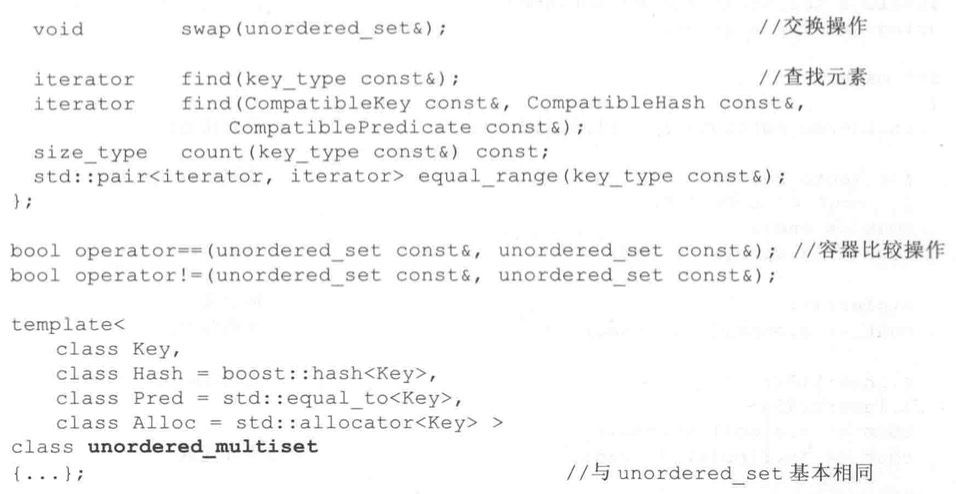 void swap(unordered_set&); //交换操作
iterator find(key_type const&); //查找元素
iterator find(CompatibleKey const&, CompatibleHash const&,
CompatiblePredicate const&);
size_type count(key_type const&) const;
std::pair<iterator, iterator> equal_range(key_type const&);
};
bool operator==(unordered_set const&, unordered_set const&); //容器比较操作
bool operator!=(unordered_set const&, unordered_set const&);
template<
class Key,
class Hash = boost::hash<Key>,
class Pred = std::equal_to<Key>,
class Alloc = std::allocator<Key> >
class unordered_multiset
{...}; //与 unordered_set 基本相同